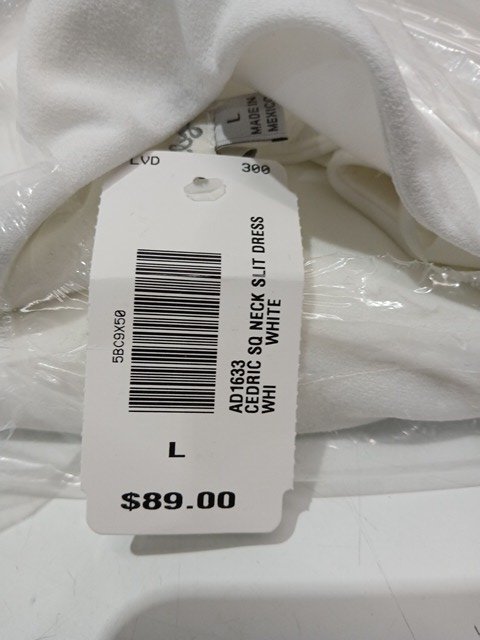 L
MADE IN
MEXICO
LVD
300
5BC9X50
AD1633
CEDRIC SQ NECK SLIT DRESS
WHI WHITE
L
$89.00